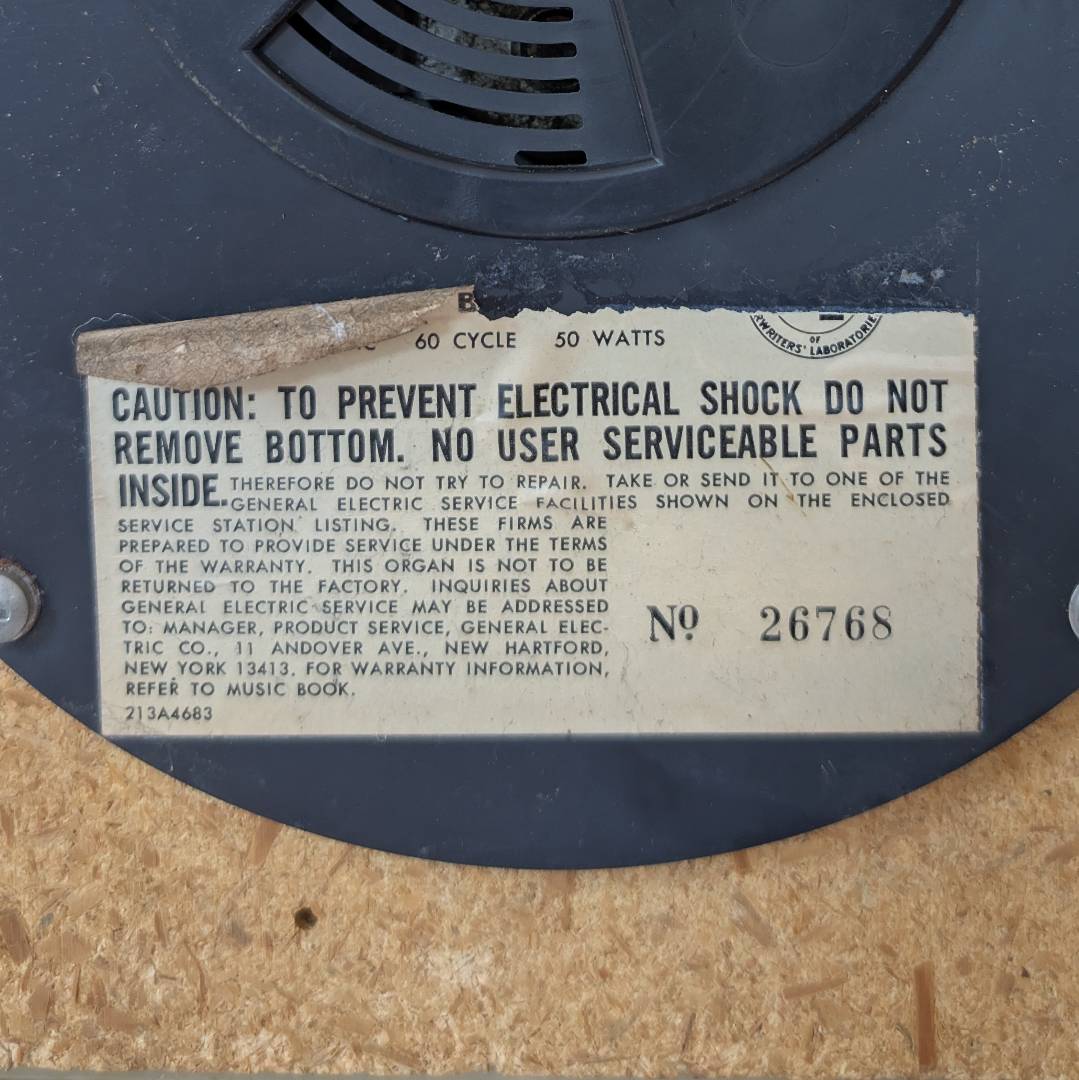 60 CYCLE 50 WATTS
OF
WRITERS' LABORATORIE
CAUTION: TO PREVENT ELECTRICAL SHOCK DO NOT
REMOVE BOTTOM. NO USER SERVICEABLE PARTS
INSIDE. THEREFORE DO NOT TRY TO REPAIR. TAKE OR SEND IT TO ONE OF THE
GENERAL ELECTRIC SERVICE FACILITIES SHOWN ON THE ENCLOSED
SERVICE STATION LISTING. THESE FIRMS ARE
PREPARED TO PROVIDE SERVICE UNDER THE TERMS
OF THE WARRANTY. THIS ORGAN IS NOT TO BE
RETURNED TO THE FACTORY. INQUIRIES ABOUT
GENERAL ELECTRIC SERVICE MAY BE ADDRESSED
TO: MANAGER, PRODUCT SERVICE, GENERAL ELEC-
TRIC CO., 11 ANDOVER AVE., NEW HARTFORD,
NEW YORK 13413. FOR WARRANTY INFORMATION,
REFER TO MUSIC BOOK.
213A4683
Nº 26768